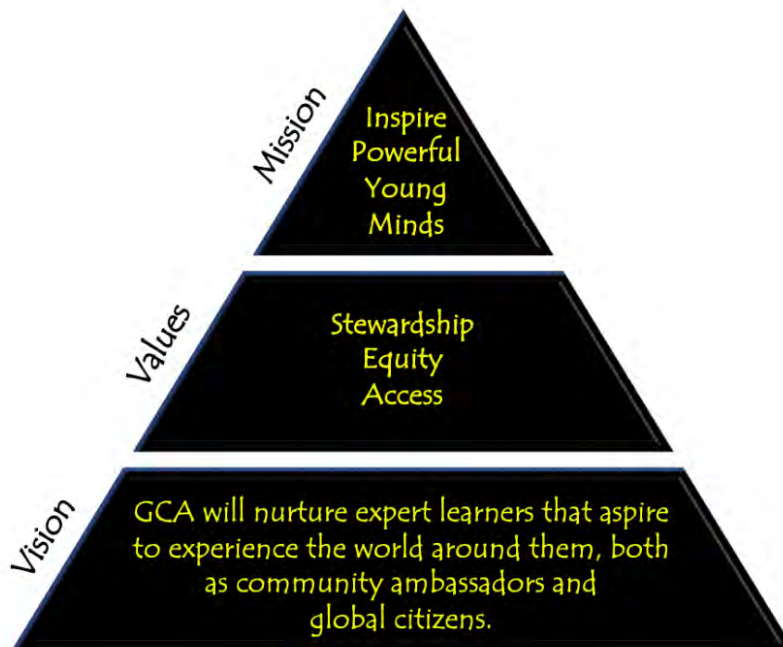 Mission
Inspire
Powerful
Young
Minds
Values
Stewardship
Equity
Access
Vision
GCA will nurture expert learners that aspire
to experience the world around them, both
as community ambassadors and
global citizens.